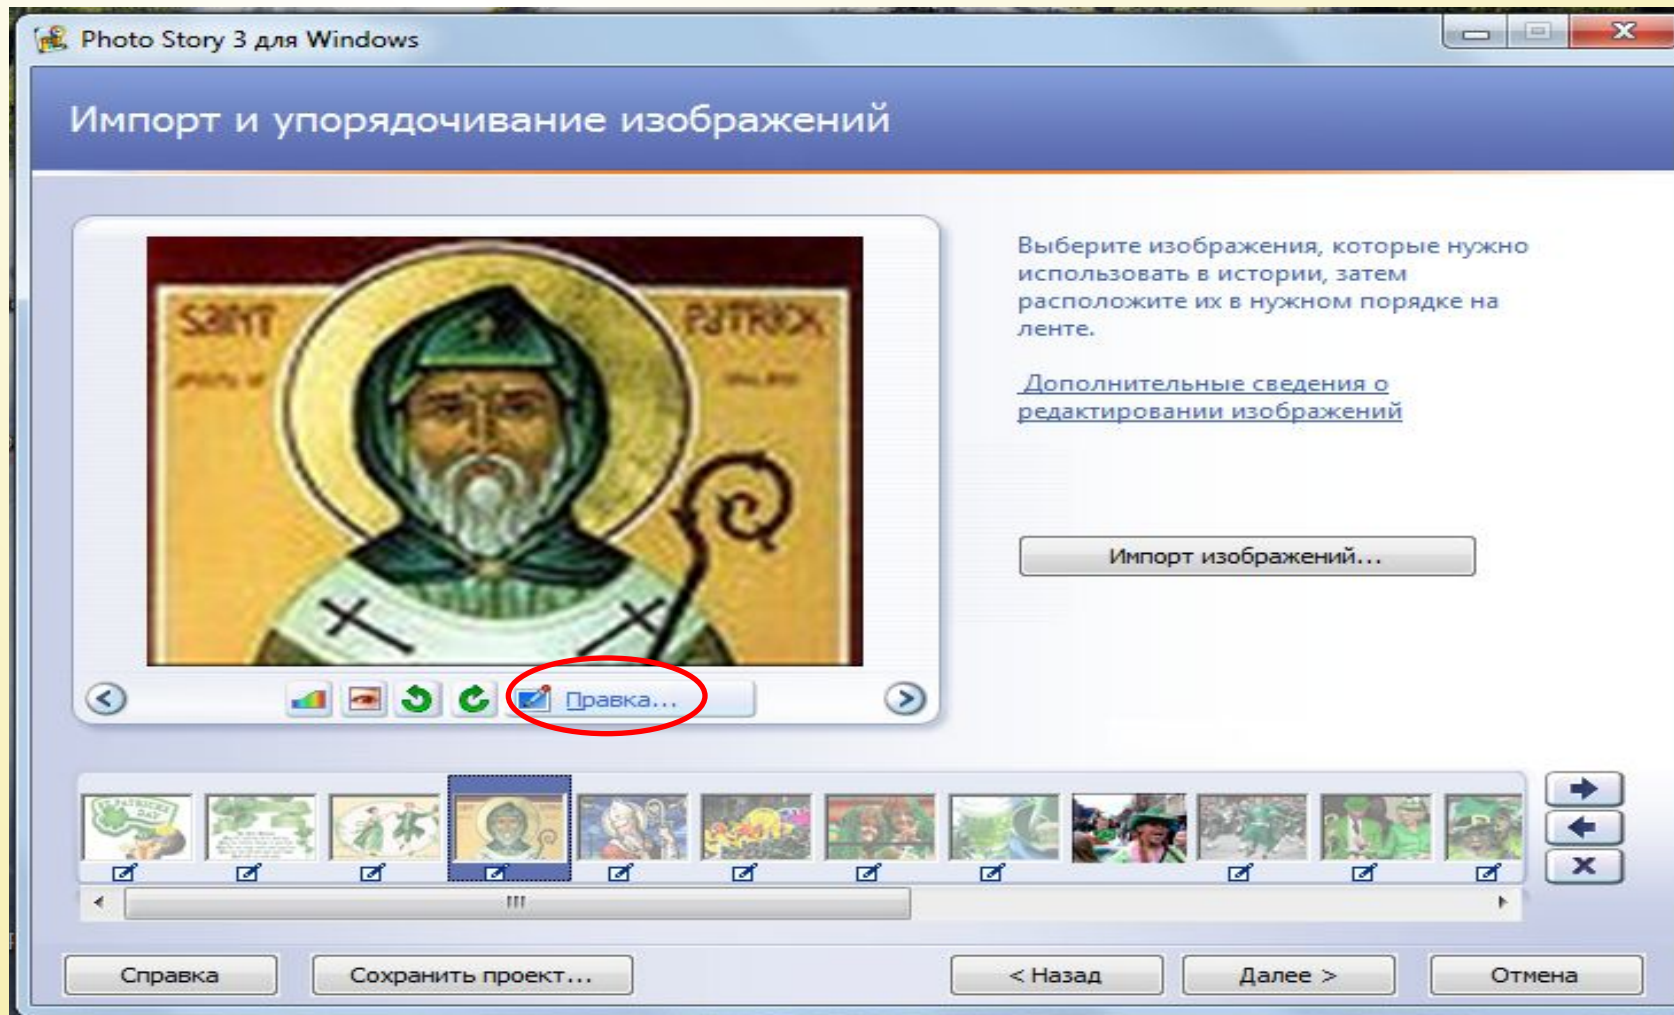 Photo Story 3 для Windows
Импорт и упорядочивание изображений
SAINT PATRICK
Выберите изображения, которые нужно
использовать в истории, затем
расположите их в нужном порядке на
ленте.
Дополнительные сведения о
редактировании изображений
Импорт изображений...
Правка...
Справка
Сохранить проект...
< Назад
Далее >
Отмена